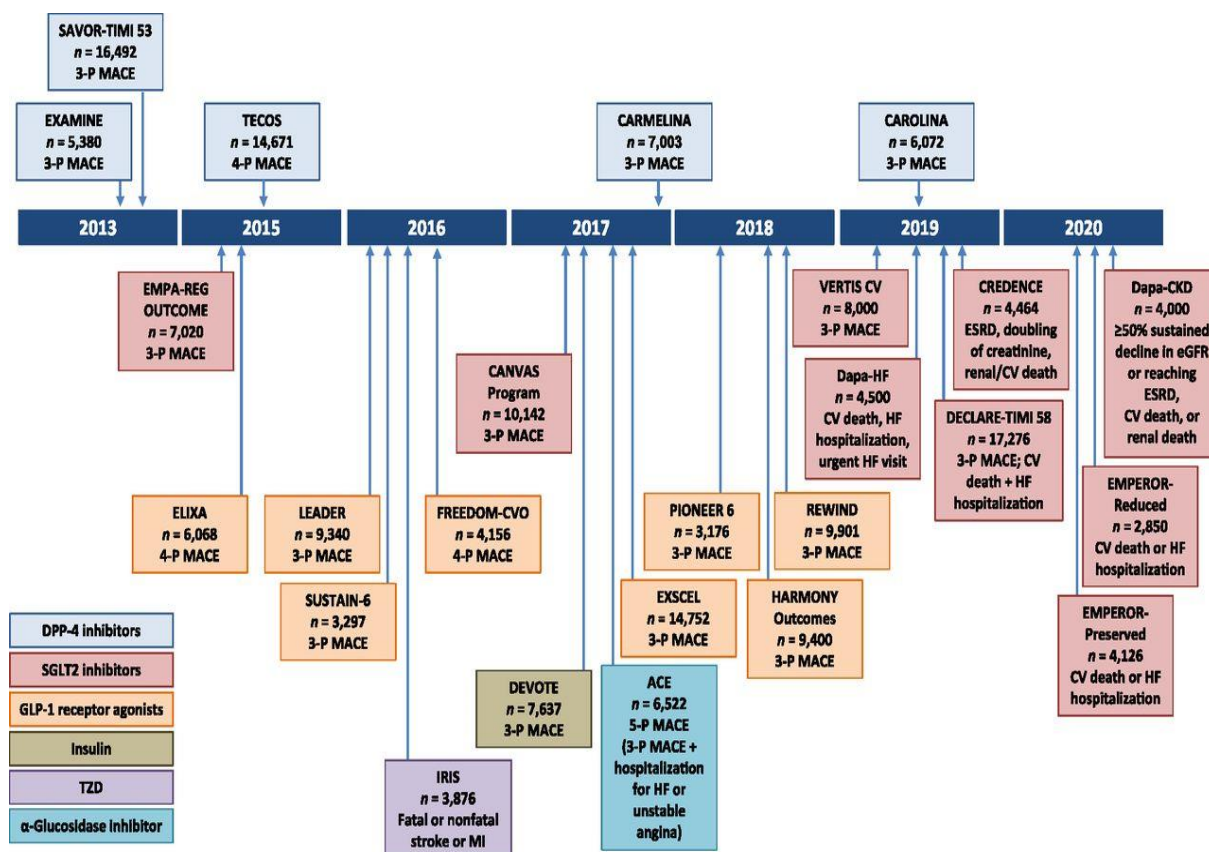 SAVOR-TIMI 53
n = 16,492
3-P MACE
EXAMINE
n = 5,380
3-P MACE
TECOS
n = 14,671
4-P MACE
CARMELINA
n = 7,003
3-P MACE
CAROLINA
n = 6,072
3-P MACE
2013
2015
2016
2017
2018
2019
2020
EMPA-REG
OUTCOME
n = 7,020
3-P MACE
CANVAS
Program
n = 10,142
3-P MACE
VERTIS CV
n = 8,000
3-P MACE
Dapa-HF
n = 4,500
CV death, HF
hospitalization,
urgent HF visit
CREDENCE
n = 4,464
ESRD, doubling
of creatinine,
renal/CV death
DECLARE-TIMI 58
n = 17,276
3-P MACE; CV
death + HF
hospitalization
Dapa-CKD
n = 4,000
≥50% sustained
decline in eGFR
or reaching
ESRD,
CV death, or
renal death
EMPEROR-
Reduced
n = 2,850
CV death or HF
hospitalization
EMPEROR-
Preserved
n = 4,126
CV death or HF
hospitalization
ELIXA
n = 6,068
4-P MACE
LEADER
n = 9,340
3-P MACE
SUSTAIN-6
n = 3,297
3-P MACE
FREEDOM-CVO
n = 4,156
4-P MACE
PIONEER 6
n = 3,176
3-P MACE
EXSCEL
n = 14,752
3-P MACE
REWIND
n = 9,901
3-P MACE
HARMONY
Outcomes
n = 9,400
3-P MACE
DEVOTE
n = 7,637
3-P MACE
IRIS
n = 3,876
Fatal or nonfatal
stroke or MI
ACE
n = 6,522
5-P MACE
(3-P MACE +
hospitalization
for HF or
unstable
angina)
DPP-4 inhibitors
SGLT2 inhibitors
GLP-1 receptor agonists
Insulin
TZD
α-Glucosidase inhibitor